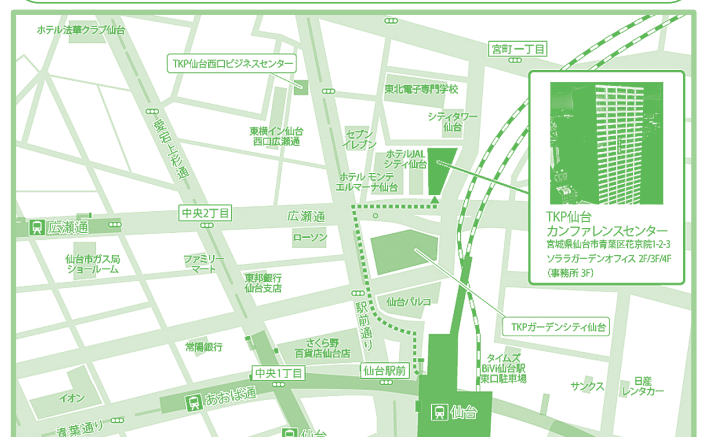 ホテル法華クラブ仙台
宮町一丁目
TKP仙台西口ビジネスセンター
東北電子専門学校
シティタワー
仙台
愛宕上杉通
東横イン仙台
西口広瀬通
セブン
イレブン
ホテルJAL
シティ仙台
ホテル モンテ
エルマーナ仙台
TKP仙台
カンファレンスセンター
宮城県仙台市青葉区花京院1-2-3
ソララガーデンオフィス 2F/3F/4F
(事務所 3F)
中央2丁目
広瀬通
広瀬通
ローソン
仙台市ガス局
ショールーム
ファミリー
マート
東邦銀行
仙台支店
仙台パルコ
駅前通り
TKPガーデンシティ仙台
常陽銀行
さくら野
百貨店仙台店
中央1丁目
仙台駅前
タイムズ
BiVi仙台駅
東口駐車場
サンクス
日産
レンタカー
イオン
あおば通
仙台
青葉通り
仙台